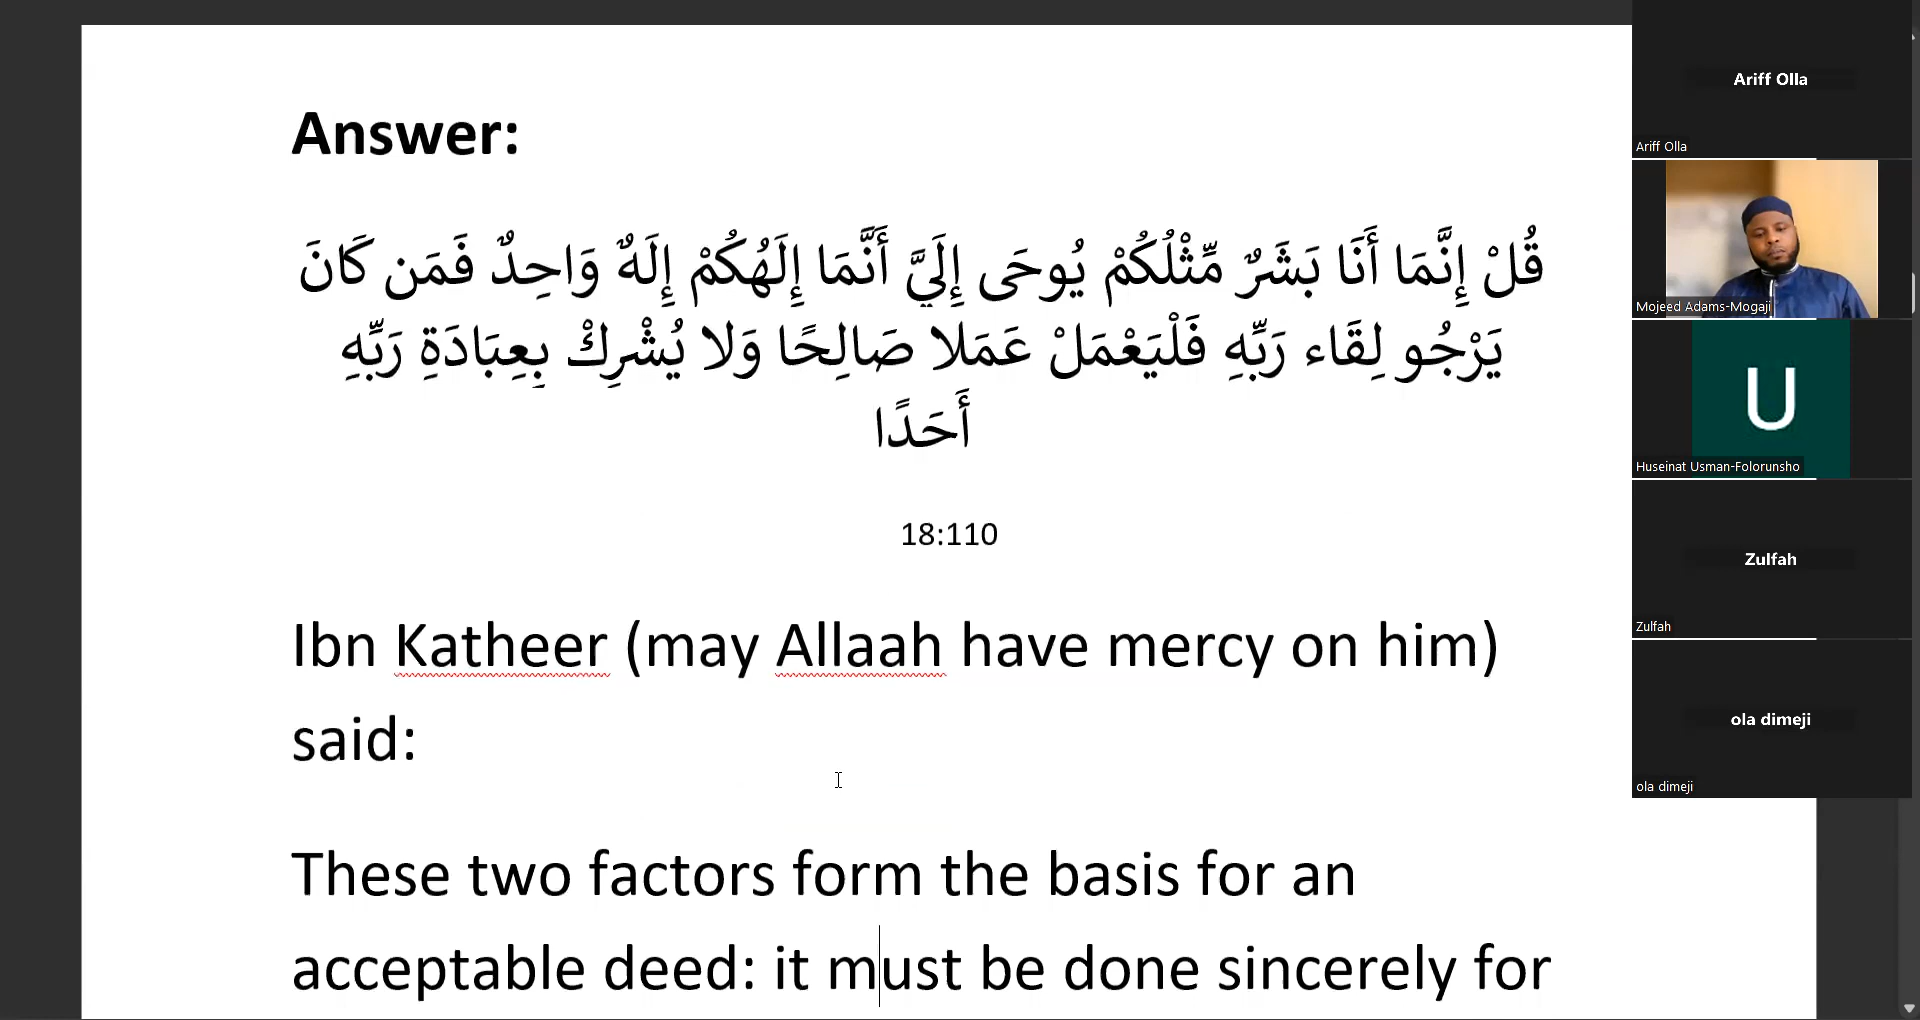 Answer:
قُلْ إِنَّمَا أَنَا بَشَرٌ مِّثْلُكُمْ يُوحَى إِلَيَّ أَنَّمَا إِلَهُكُمْ إِلَهٌ وَاحِدٌ فَمَن كَانَ
يَرْجُو لِقَاء رَبِّهِ فَلْيَعْمَلْ عَمَلا صَالِحًا وَلا يُشْرِكْ بِعِبَادَةِ رَبِّهِ
أَحَدًا
18:110
Ibn Katheer (may Allaah have mercy on him)
said:
These two factors form the basis for an
acceptable deed: it must be done sincerely for
Ariff Olla
Ariff Olla
Mojeed Adams-Mogaji
U
Huseinat Usman-Folorunsho
Zulfah
Zulfah
ola dimeji
ola dimeji